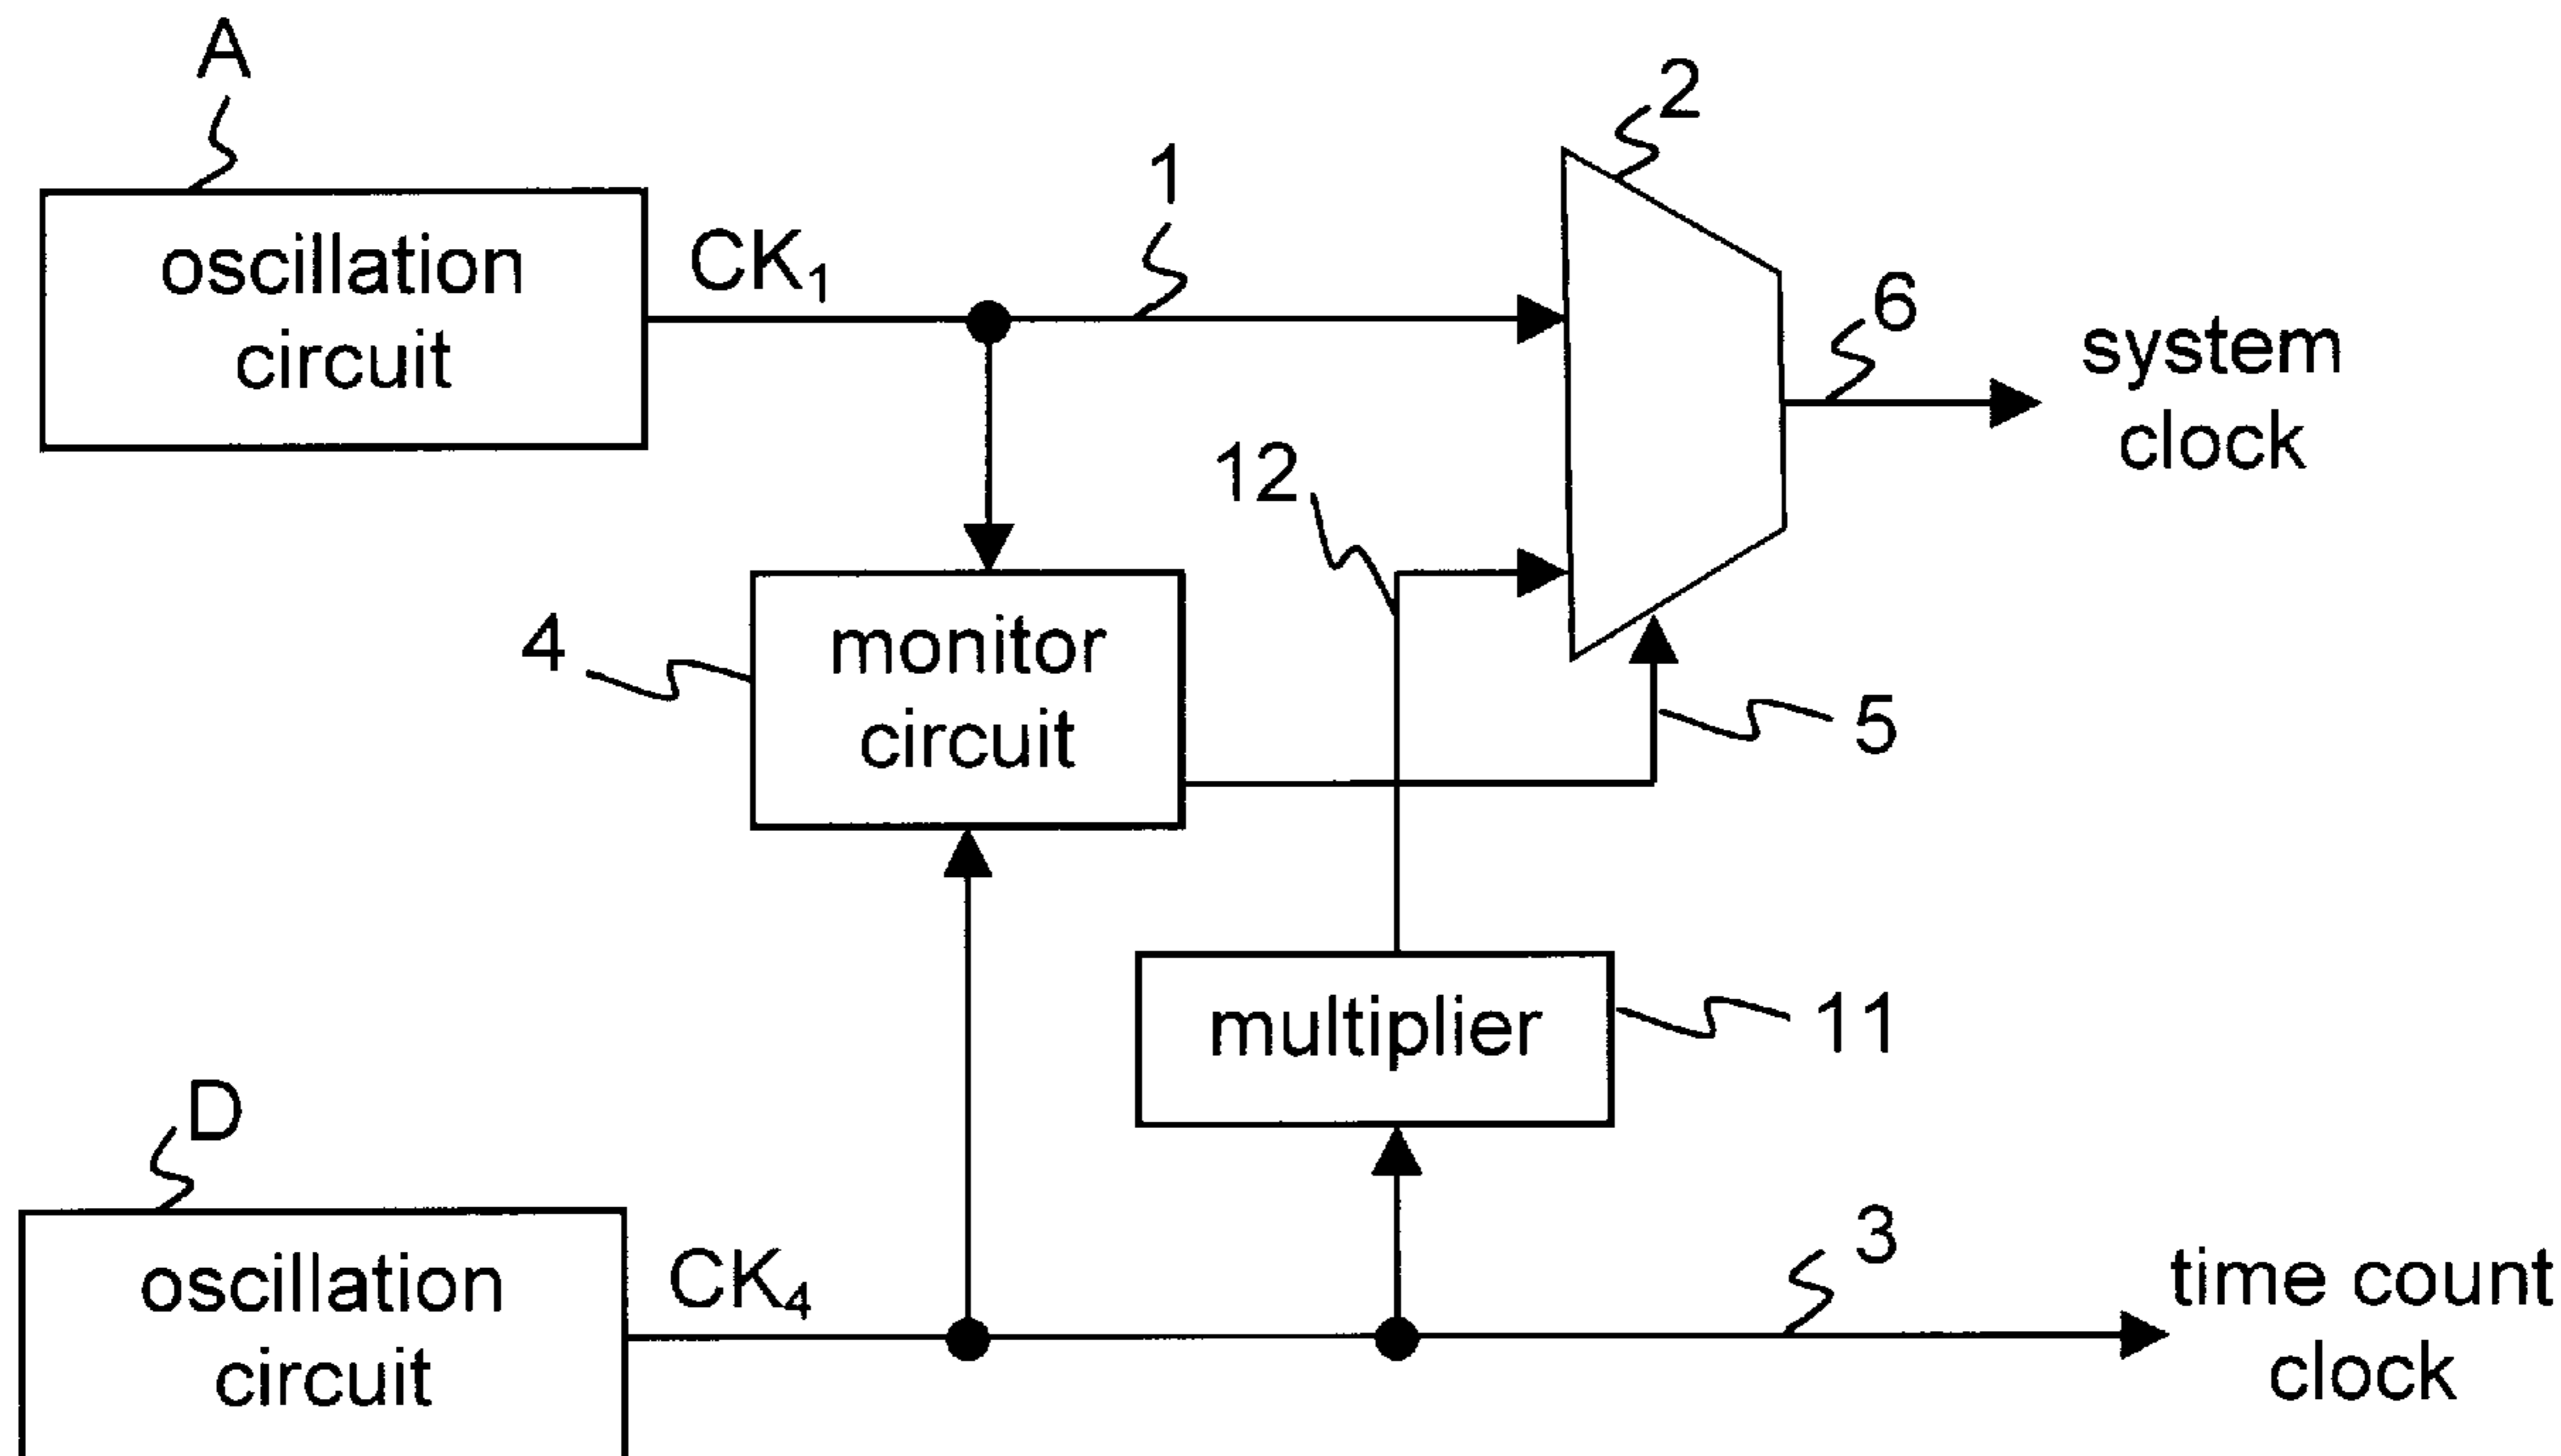 A
2
1
oscillation
circuit
CK₁
6
system
clock
12
4
monitor
circuit
5
multiplier
11
D
3
oscillation
circuit
CK₄
time count
clock